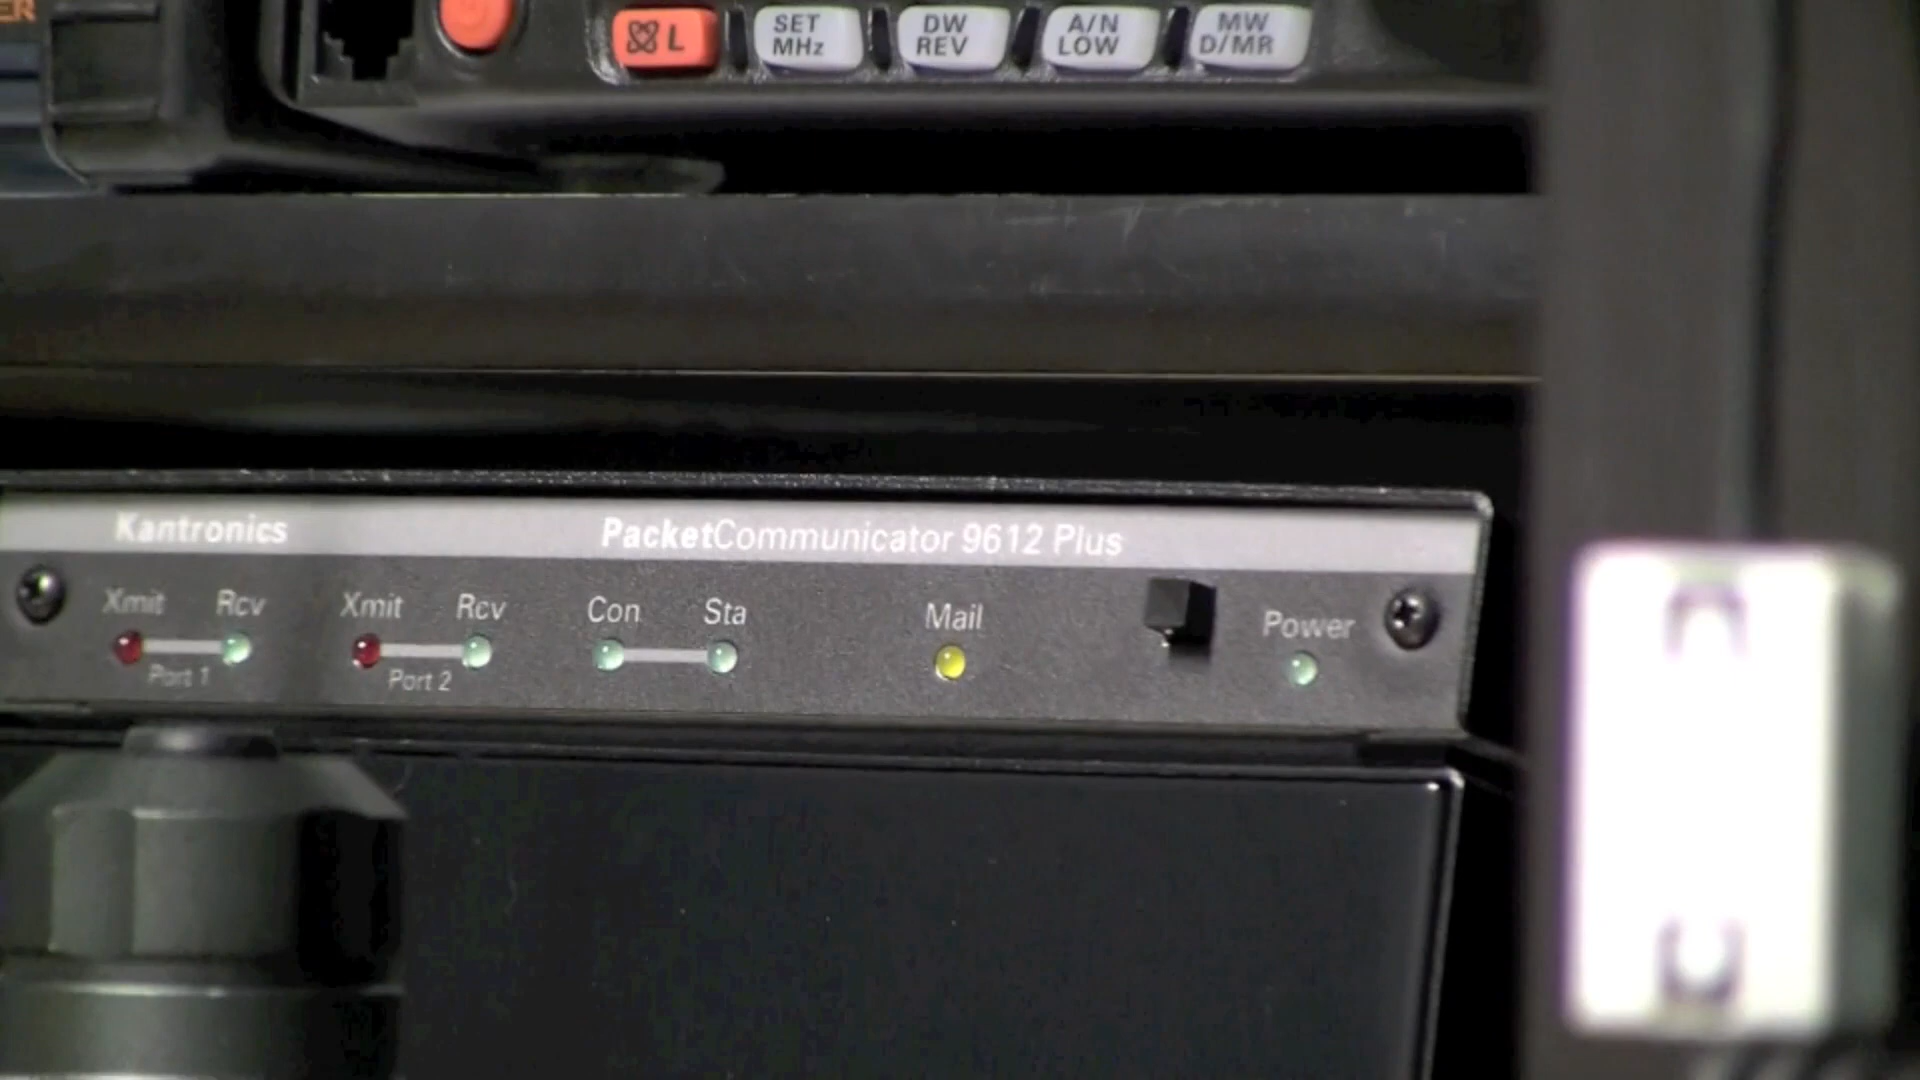 ER
L
SET
MHz
DW
REV
A/N
LOW
MW
D/MR
Kantronics
PacketCommunicator 9612 Plus
Xmit Rcv Xmit Rcv Con Sta Mail Power
Port 1 Port 2